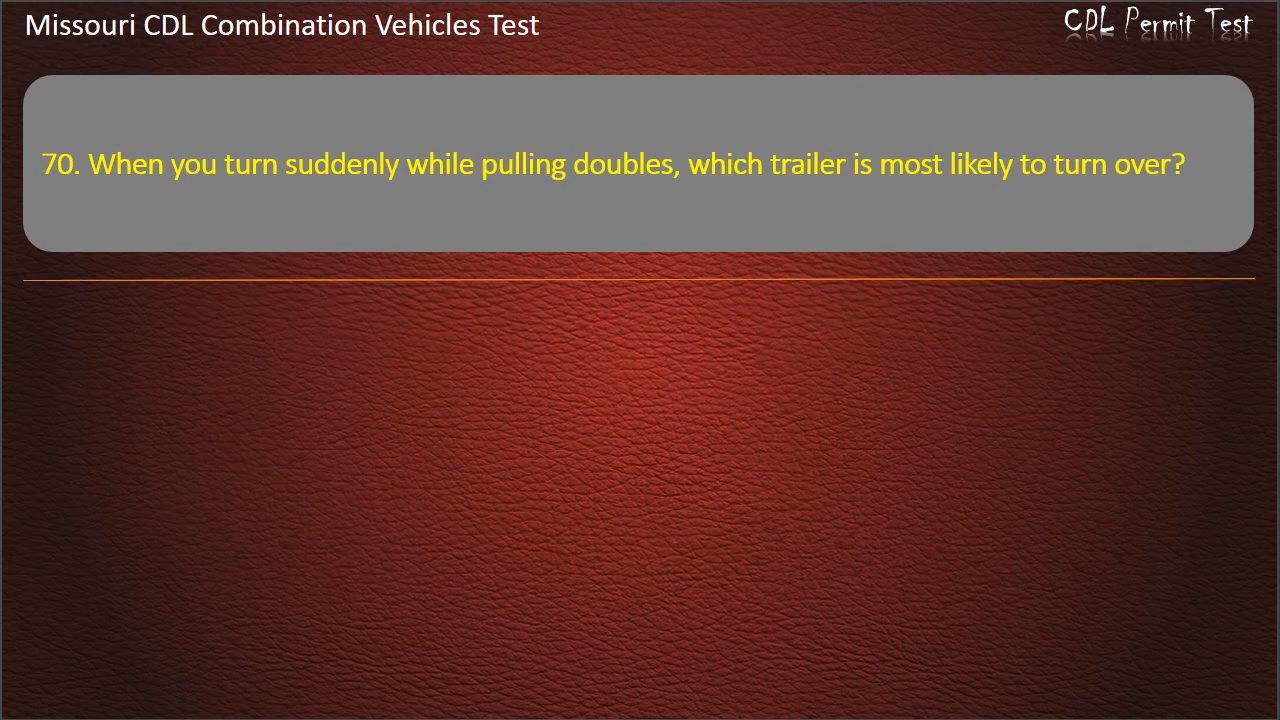 Missouri CDL Combination Vehicles Test
CDL Permit Test
70. When you turn suddenly while pulling doubles, which trailer is most likely to turn over?